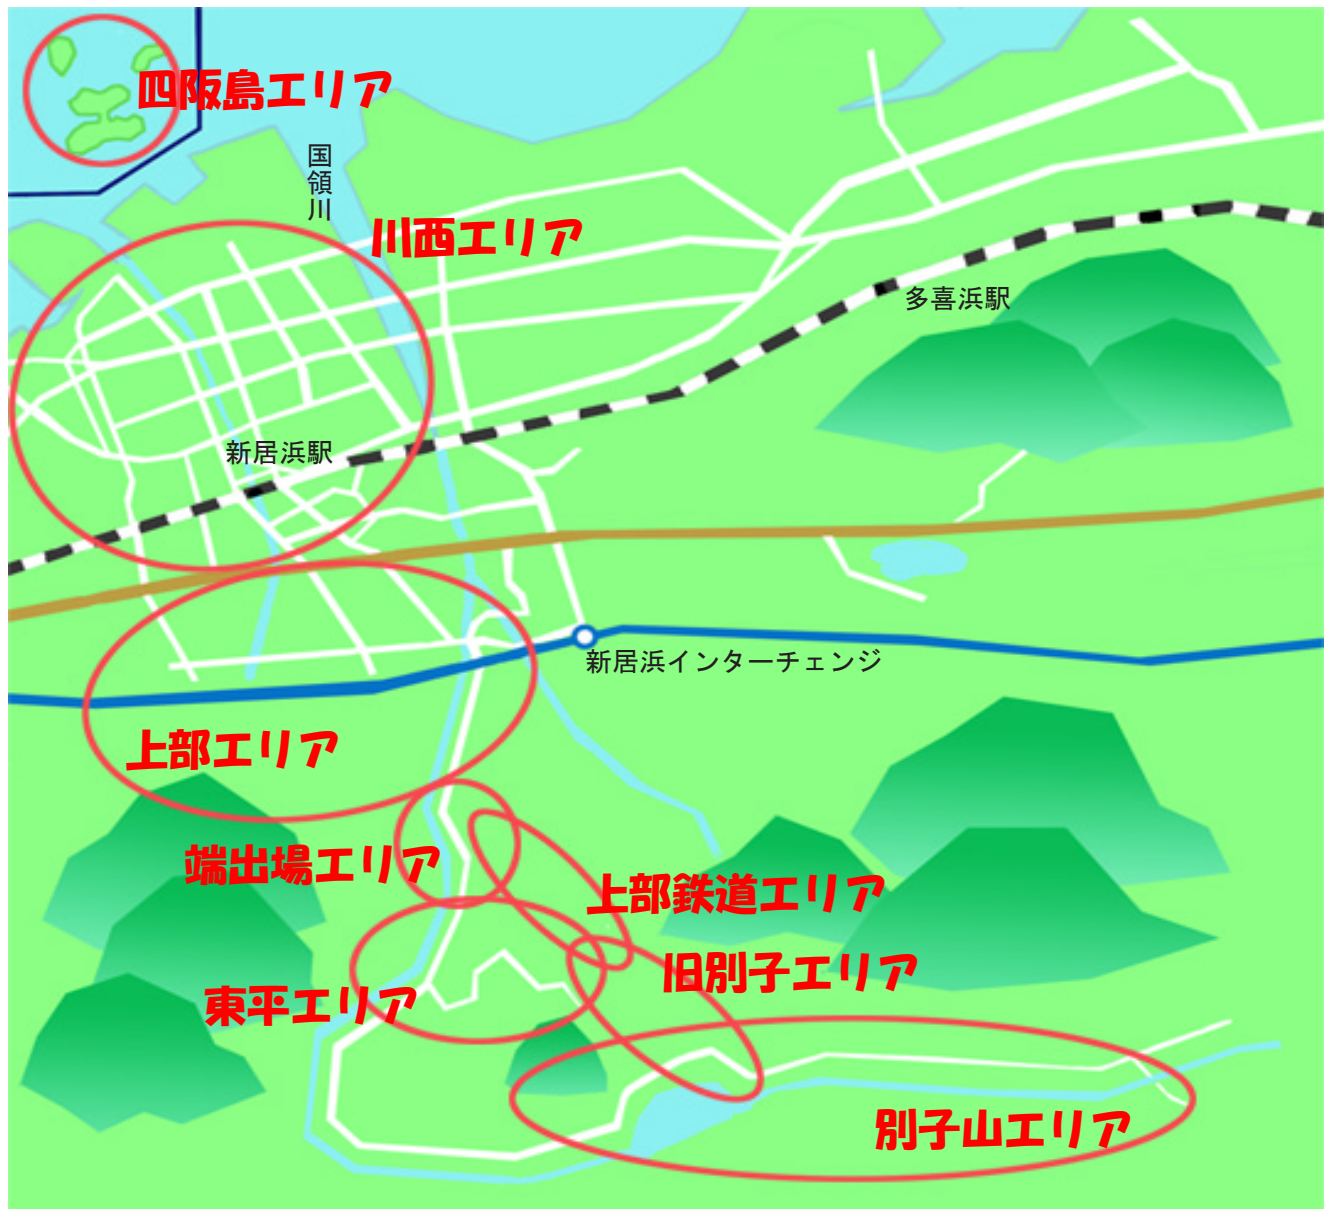 四阪島エリア
国領川
川西エリア
多喜浜駅
新居浜駅
新居浜インターチェンジ
上部エリア
端出場エリア
上部鉄道エリア
旧別子エリア
東平エリア
別子山エリア